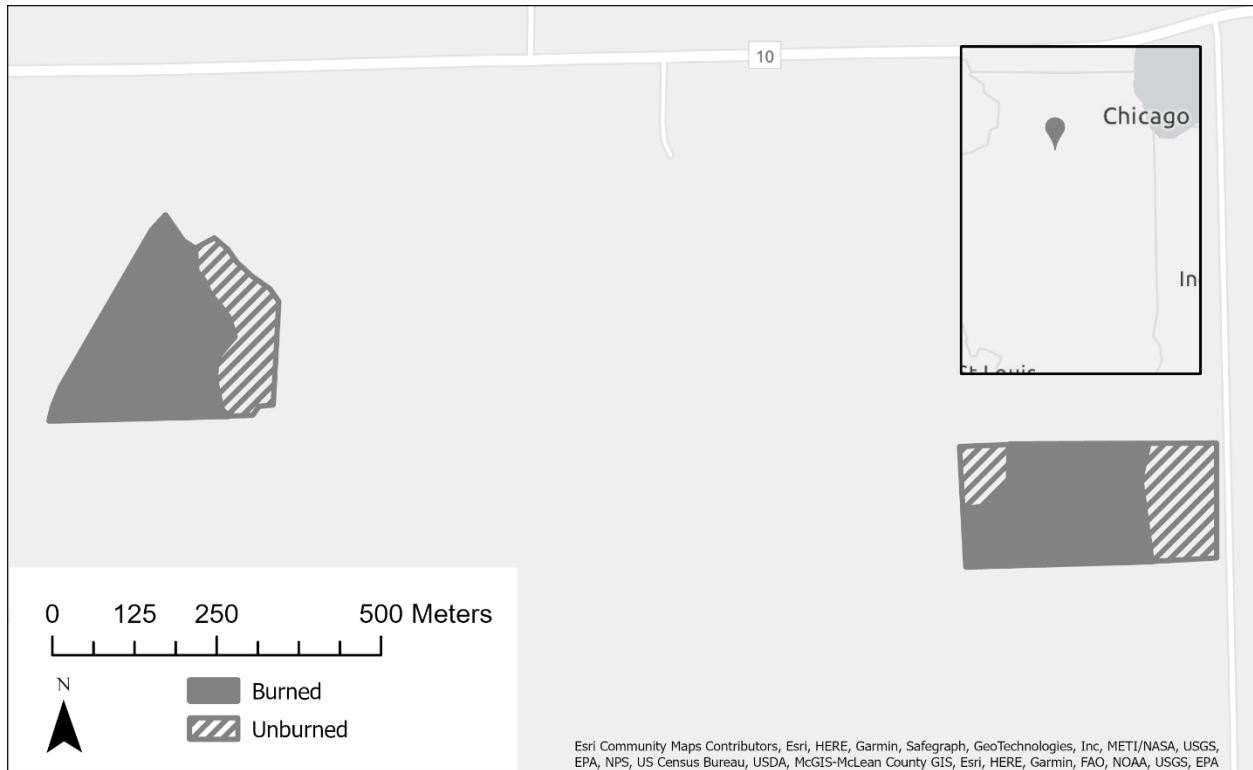 10
Chicago
In
St Louis
0 125 250 500 Meters
N
Burned
Unburned
Esri Community Maps Contributors, Esri, HERE, Garmin, Safegraph, GeoTechnologies, Inc, METI/NASA, USGS,
EPA, NPS, US Census Bureau, USDA, McGIS-McLean County GIS, Esri, HERE, Garmin, FAO, NOAA, USGS, EPA